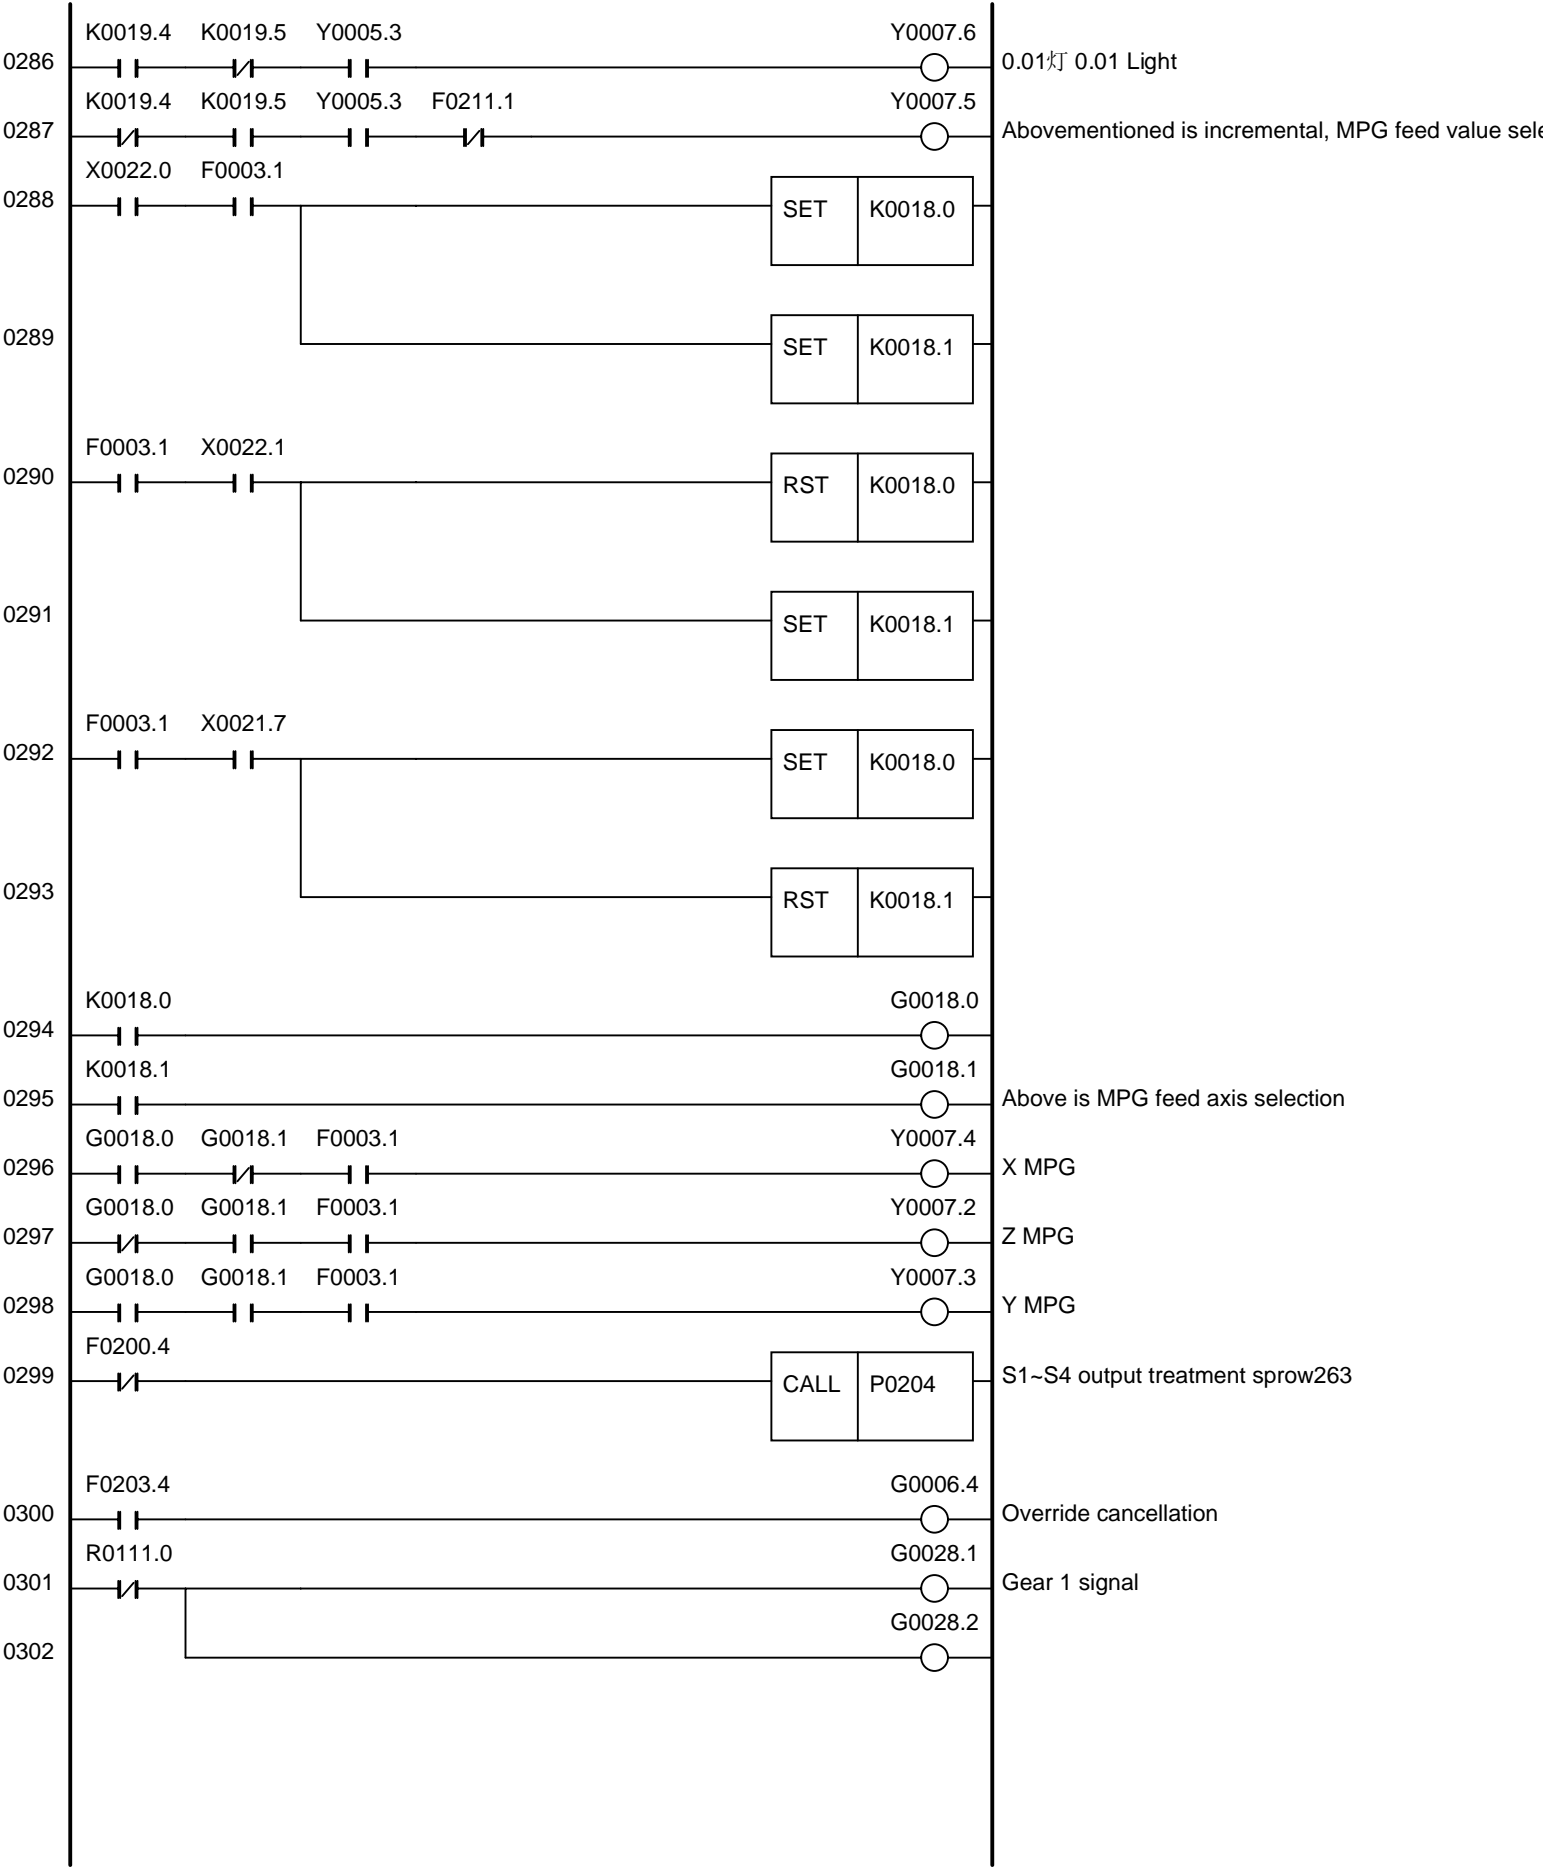 K0019.4 K0019.5 Y0005.3 Y0007.6
0286 0.01灯 0.01 Light
K0019.4 K0019.5 Y0005.3 F0211.1 Y0007.5
0287 Abovementioned is incremental, MPG feed value sele
X0022.0 F0003.1
0288 SET K0018.0
0289 SET K0018.1
F0003.1 X0022.1
0290 RST K0018.0
0291 SET K0018.1
F0003.1 X0021.7
0292 SET K0018.0
0293 RST K0018.1
K0018.0 G0018.0
0294
K0018.1 G0018.1
0295 Above is MPG feed axis selection
G0018.0 G0018.1 F0003.1 Y0007.4
0296 X MPG
G0018.0 G0018.1 F0003.1 Y0007.2
0297 Z MPG
G0018.0 G0018.1 F0003.1 Y0007.3
0298 Y MPG
F0200.4
0299 CALL P0204 S1~S4 output treatment sprow263
F0203.4 G0006.4
0300 Override cancellation
R0111.0 G0028.1
0301 Gear 1 signal
G0028.2
0302